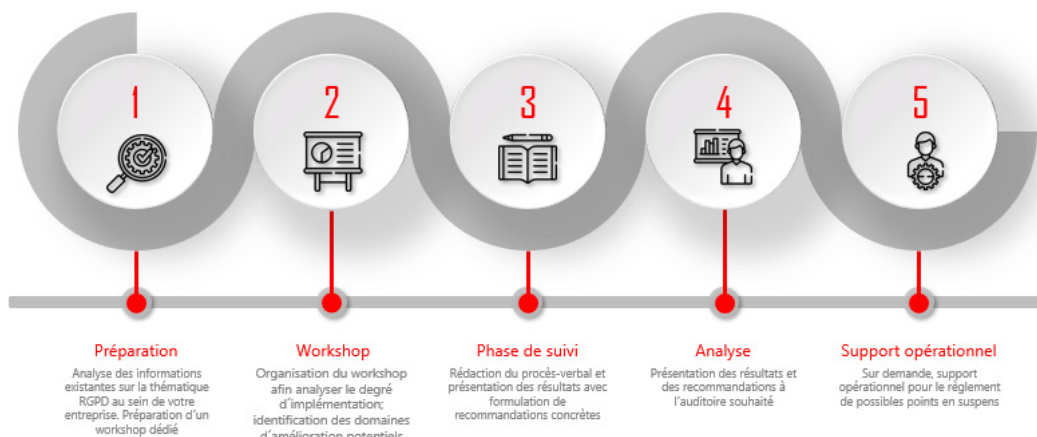 1
2
3
4
5
Préparation
Analyse des informations
existantes sur la thématique
RGPD au sein de votre
entreprise. Préparation d'un
workshop dédié
Workshop
Organisation du workshop
afin analyser le degré
d´implémentation;
identification des domaines
d´amélioration potentiels
Phase de suivi
Rédaction du procès-verbal et
présentation des résultats avec
formulation de
recommandations concrètes
Analyse
Présentation des résultats et
des recommandations à
l´auditoire souhaité
Support opérationnel
Sur demande, support
opérationnel pour le réglement
de possibles points en suspens